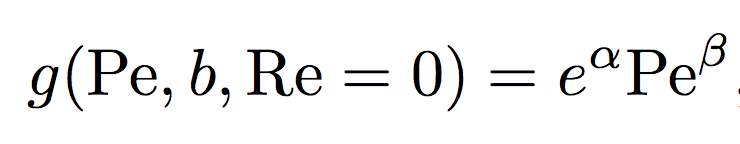 g(Pe, b, Re = 0) = e^α Pe^β,